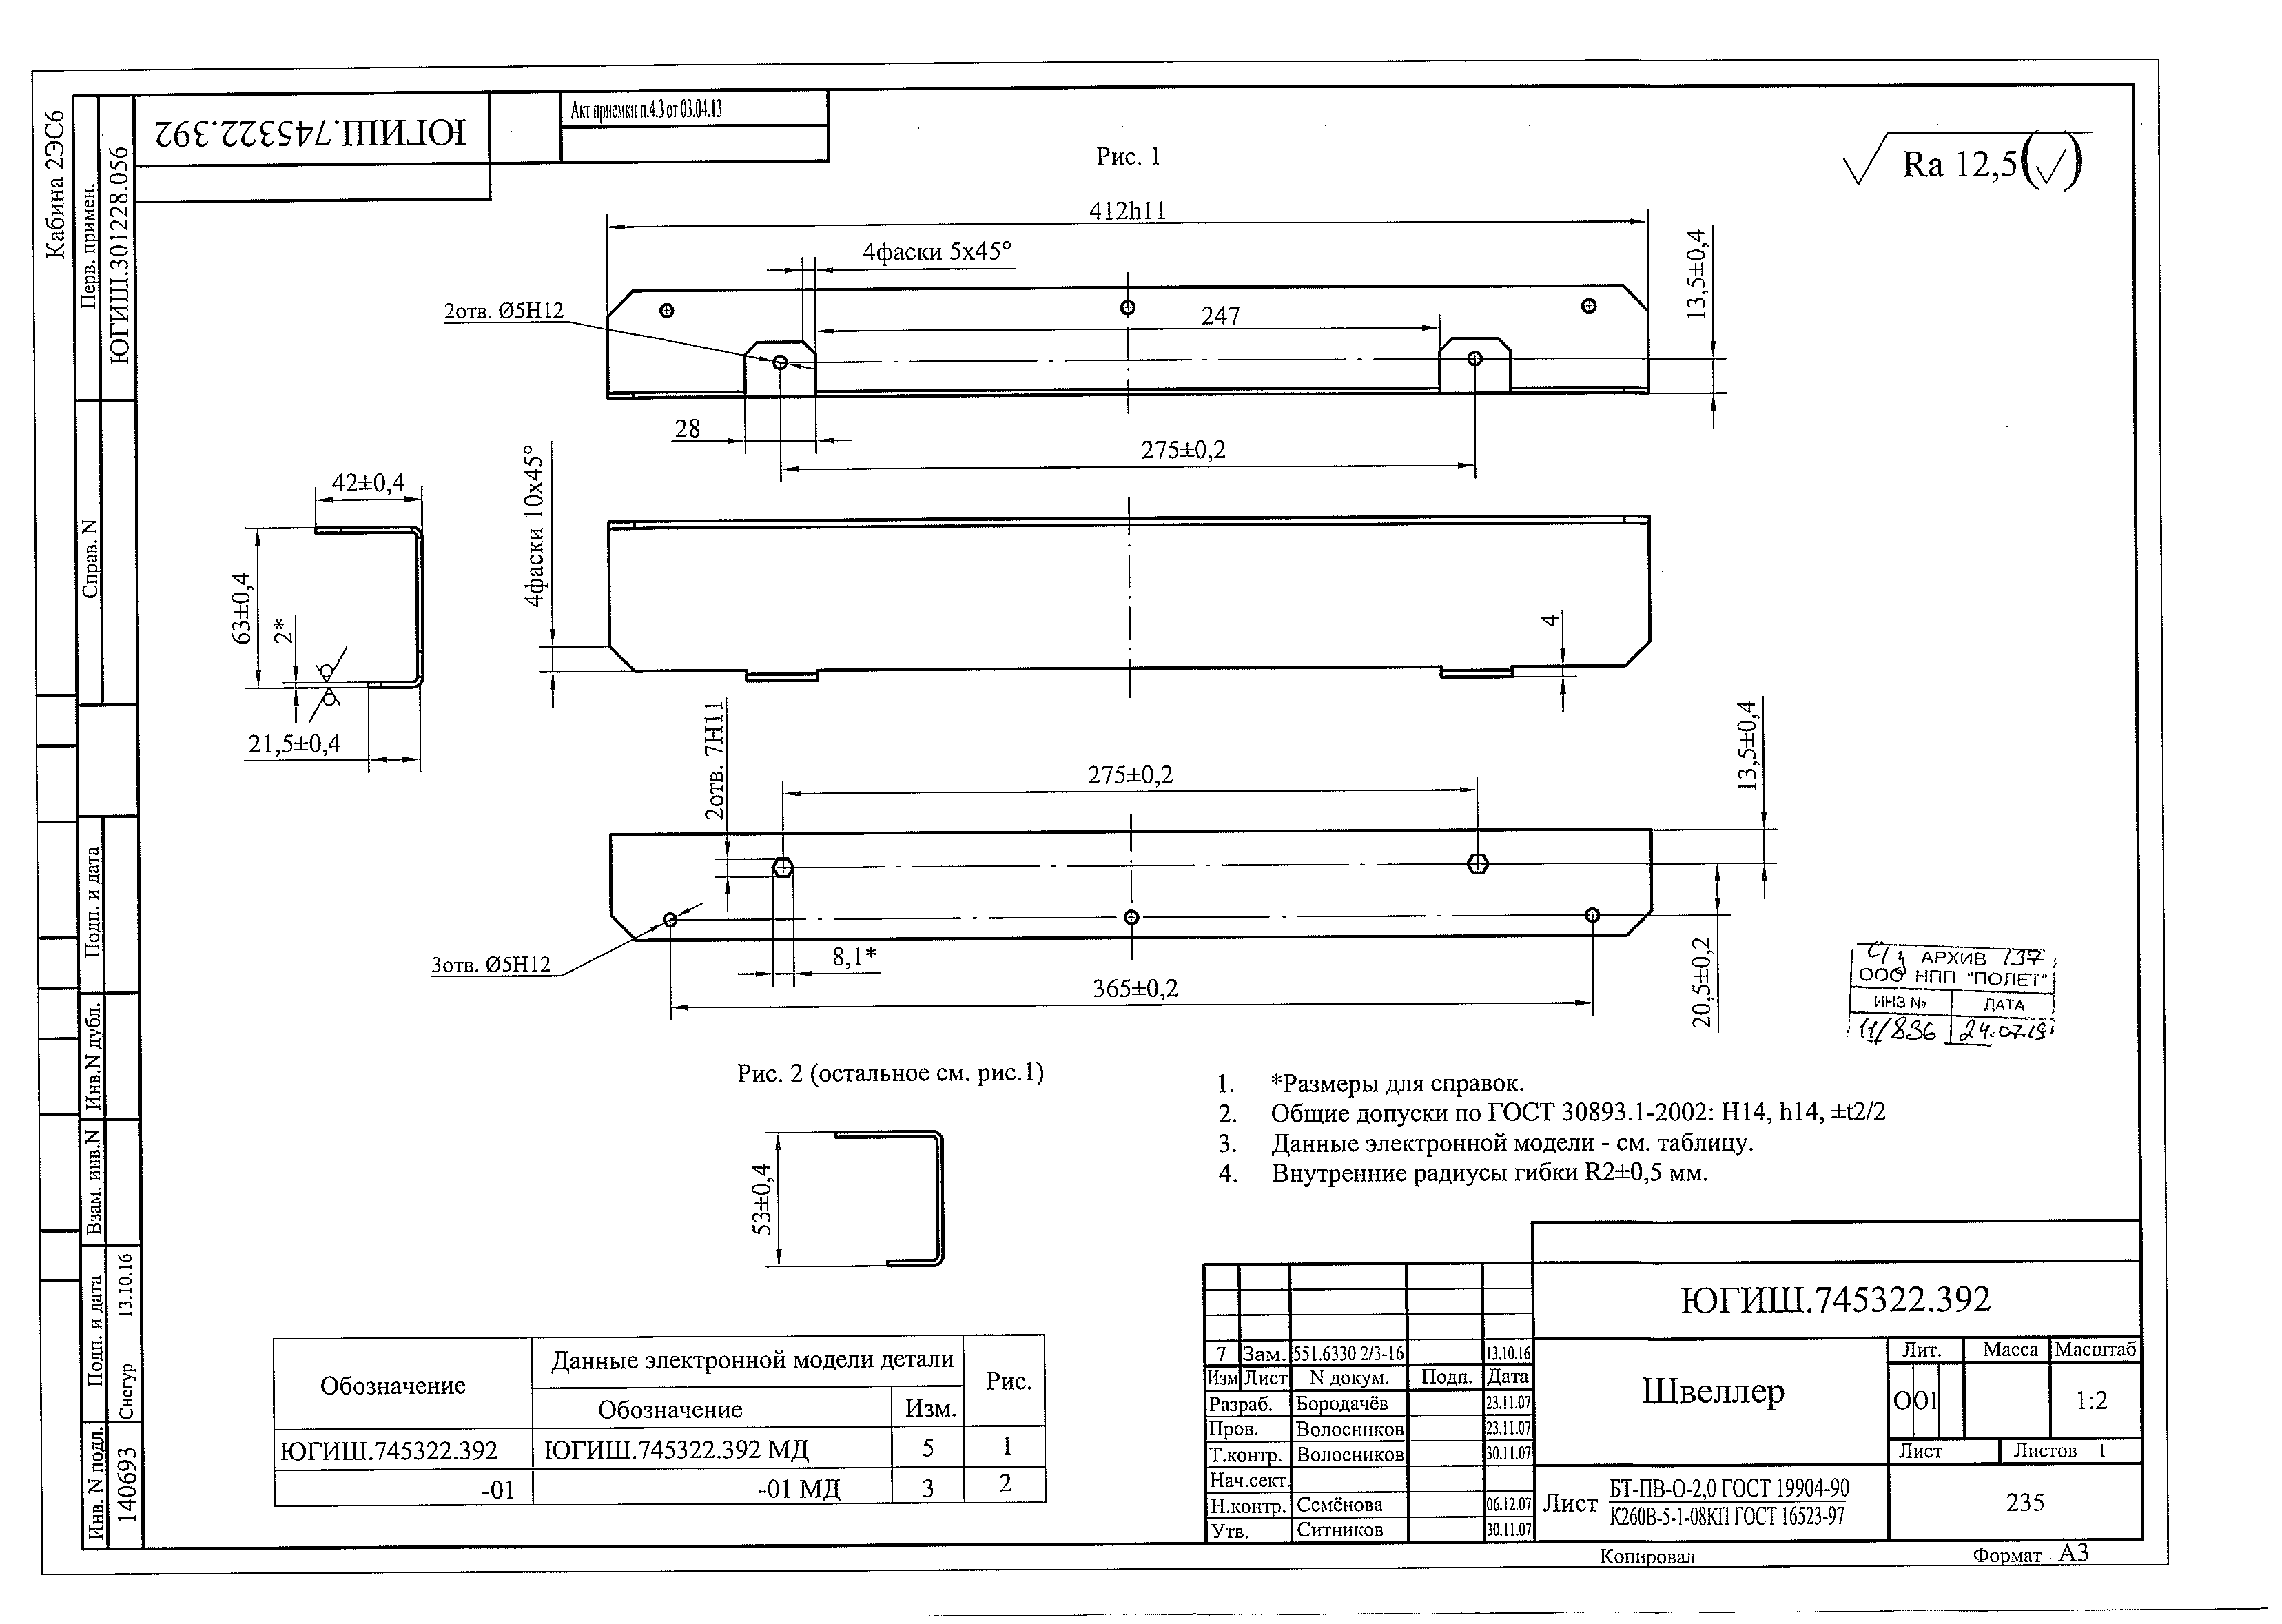 Кабина 2ЭС6
Перв. примен.
ЮГИШ.301228.056
Справ. N
Подп. и дата
Инв.N дубл.
Взам. инв.N
Подп. и дата
Снегур 13.10.16
Инв. N подл.
140693
ЮГИШ.745322.392
Акт приемки п.4.3 от 03.04.13
Рис. 1
Ra 12,5
412h11
4фаски 5х45°
2отв. Ø5H12
247
13,5±0,4
28
275±0,2
42±0,4
63±0,4
2*
21,5±0,4
4фаски 10х45°
4
2отв. 7H11
275±0,2
13,5±0,4
3отв. Ø5H12
8,1*
365±0,2
20,5±0,2
АРХИВ 137
ООО НПП "ПОЛЕТ"
ИНВ № ДАТА
11/836 24.07.19
Рис. 2 (остальное см. рис.1)
53±0,4
1. *Размеры для справок.
2. Общие допуски по ГОСТ 30893.1-2002: H14, h14, ±t2/2
3. Данные электронной модели - см. таблицу.
4. Внутренние радиусы гибки R2±0,5 мм.
Обозначение Данные электронной модели детали Рис.
Обозначение Изм.
ЮГИШ.745322.392 ЮГИШ.745322.392 МД 5 1
-01 -01 МД 3 2
ЮГИШ.745322.392
7 Зам. 551.6330 2/3-16 13.10.16
Изм Лист N докум. Подп. Дата
Разраб. Бородачёв 23.11.07
Пров. Волосников 23.11.07
Т.контр. Волосников 30.11.07
Нач.сект.
Н.контр. Семёнова 06.12.07
Утв. Ситников 30.11.07
Швеллер
Лит. Масса Масштаб
О О1 1:2
Лист Листов 1
Лист БТ-ПВ-О-2,0 ГОСТ 19904-90
К260В-5-1-08КП ГОСТ 16523-97
235
Копировал Формат А3